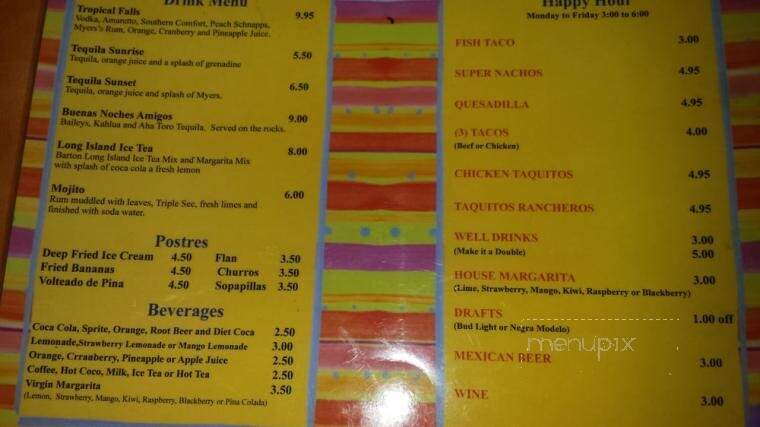 Drink Menu
Tropical Falls 9.95
Vodka, Amaretto, Southern Comfort, Peach Schnapps,
Myers's Rum, Orange, Cranberry and Pineapple Juice.
Tequila Sunrise 5.50
Tequila, orange juice and a splash of grenadine
Tequila Sunset 6.50
Tequila, orange juice and splash of Myers.
Buenas Noches Amigos 9.00
Baileys, Kahlua and Aha Toro Tequila. Served on the rocks.
Long Island Ice Tea 8.00
Barton Long Island Ice Tea Mix and Margarita Mix
with splash of coca cola a fresh lemon
Mojito 6.00
Rum muddled with leaves, Triple Sec, fresh limes and
finished with soda water.
Postres
Deep Fried Ice Cream 4.50 Flan 3.50
Fried Bananas 4.50 Churros 3.50
Volteado de Pina 4.50 Sopapillas 3.50
Beverages
Coca Cola, Sprite, Orange, Root Beer and Diet Coca 2.50
Lemonade,Strawberry Lemonade or Mango Lemonade 3.00
Orange, Crranberry, Pineapple or Apple Juice 2.50
Coffee, Hot Coco, Milk, Ice Tea or Hot Tea 2.50
Virgin Margarita 3.50
(Lemon, Strawberry, Mango, Kiwi, Raspberry, Blackberry or Pina Colada)
Happy Hour
Monday to Friday 3:00 to 6:00
FISH TACO 3.00
SUPER NACHOS 4.95
QUESADILLA 4.95
(3) TACOS 4.00
(Beef or Chicken)
CHICKEN TAQUITOS 4.95
TAQUITOS RANCHEROS 4.95
WELL DRINKS 3.00
(Make it a Double) 5.00
HOUSE MARGARITA 3.00
(Lime, Strawberry, Mango, Kiwi, Raspberry or Blackberry)
DRAFTS 1.00 off
(Bud Light or Negra Modelo)
menupix
MEXICAN BEER 3.00
WINE 3.00